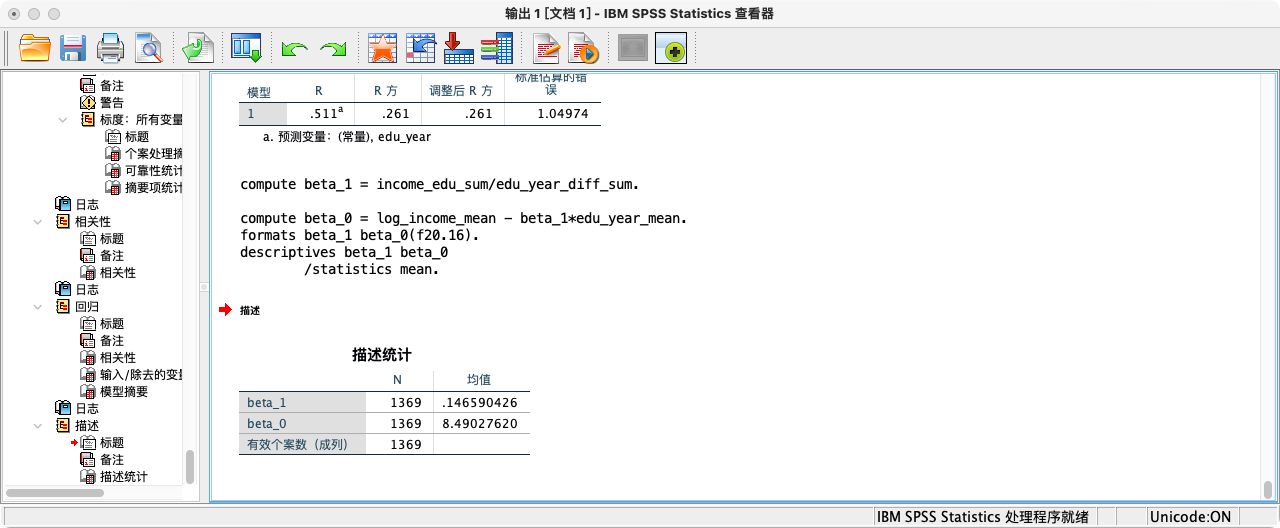 输出 1 [文档 1] - IBM SPSS Statistics 查看器
备注
警告
标度：所有变量
标题
个案处理摘
可靠性统计
摘要项统计
日志
相关性
标题
备注
相关性
日志
回归
标题
备注
相关性
输入/除去的变量
模型摘要
日志
描述
标题
备注
描述统计
模型 R R 方 调整后 R 方 标准估算的错误
1 .511a .261 .261 1.04974
a. 预测变量：(常量), edu_year
compute beta_1 = income_edu_sum/edu_year_diff_sum.
compute beta_0 = log_income_mean - beta_1*edu_year_mean.
formats beta_1 beta_0(f20.16).
descriptives beta_1 beta_0
/statistics mean.
描述
描述统计
N 均值
beta_1 1369 .146590426
beta_0 1369 8.49027620
有效个案数（成列） 1369
IBM SPSS Statistics 处理程序就绪 Unicode:ON